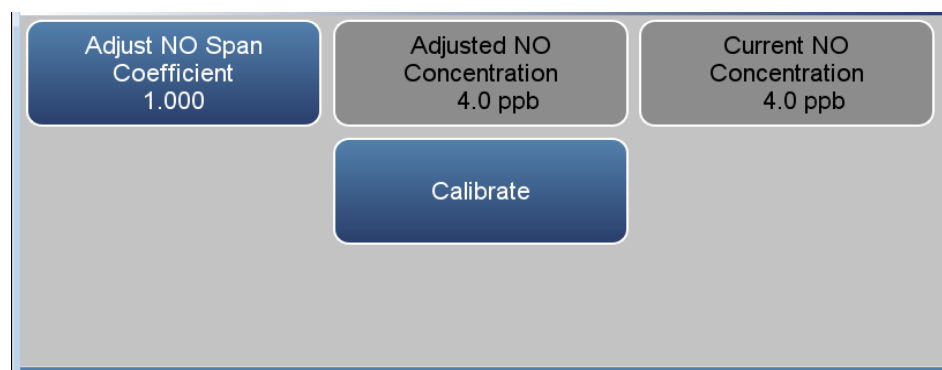 Adjust NO Span
Coefficient
1.000
Adjusted NO
Concentration
4.0 ppb
Current NO
Concentration
4.0 ppb
Calibrate